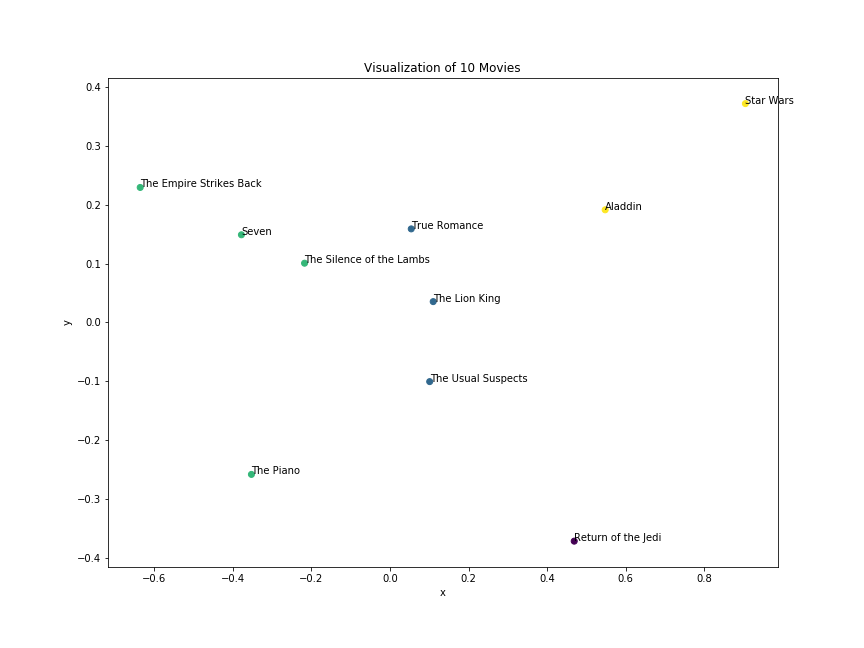 Visualization of 10 Movies
0.4
Star Wars
0.3
The Empire Strikes Back
0.2
Aladdin
True Romance
Seven
0.1
The Silence of the Lambs
The Lion King
y
0.0
−0.1
The Usual Suspects
−0.2
The Piano
−0.3
Return of the Jedi
−0.4
−0.6 −0.4 −0.2 0.0 0.2 0.4 0.6 0.8
x